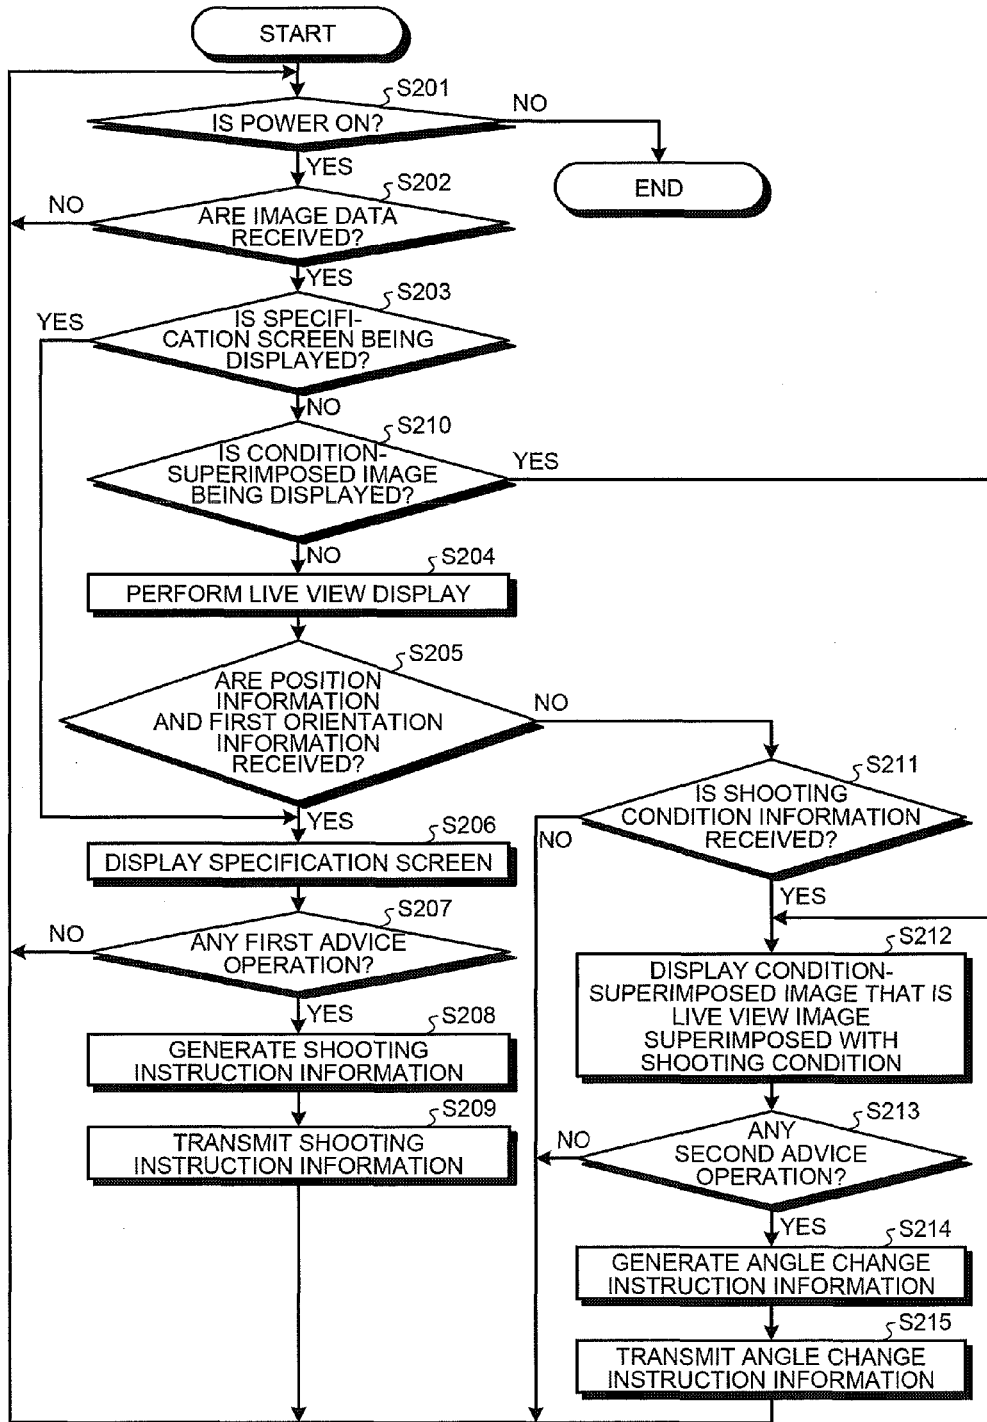 START
S201
IS POWER ON?
NO
YES
END
S202
NO
ARE IMAGE DATA
RECEIVED?
YES
S203
YES
IS SPECIFI-
CATION SCREEN BEING
DISPLAYED?
NO
S210
IS CONDITION-
SUPERIMPOSED IMAGE
BEING DISPLAYED?
YES
NO
S204
PERFORM LIVE VIEW DISPLAY
S205
ARE POSITION
INFORMATION
AND FIRST ORIENTATION
INFORMATION
RECEIVED?
NO
YES
S206
DISPLAY SPECIFICATION SCREEN
S207
NO
ANY FIRST ADVICE
OPERATION?
YES
S208
GENERATE SHOOTING
INSTRUCTION INFORMATION
S209
TRANSMIT SHOOTING
INSTRUCTION INFORMATION
S211
IS SHOOTING
CONDITION INFORMATION
RECEIVED?
NO
YES
S212
DISPLAY CONDITION-
SUPERIMPOSED IMAGE THAT IS
LIVE VIEW IMAGE
SUPERIMPOSED WITH
SHOOTING CONDITION
S213
NO
ANY
SECOND ADVICE
OPERATION?
YES
S214
GENERATE ANGLE CHANGE
INSTRUCTION INFORMATION
S215
TRANSMIT ANGLE CHANGE
INSTRUCTION INFORMATION